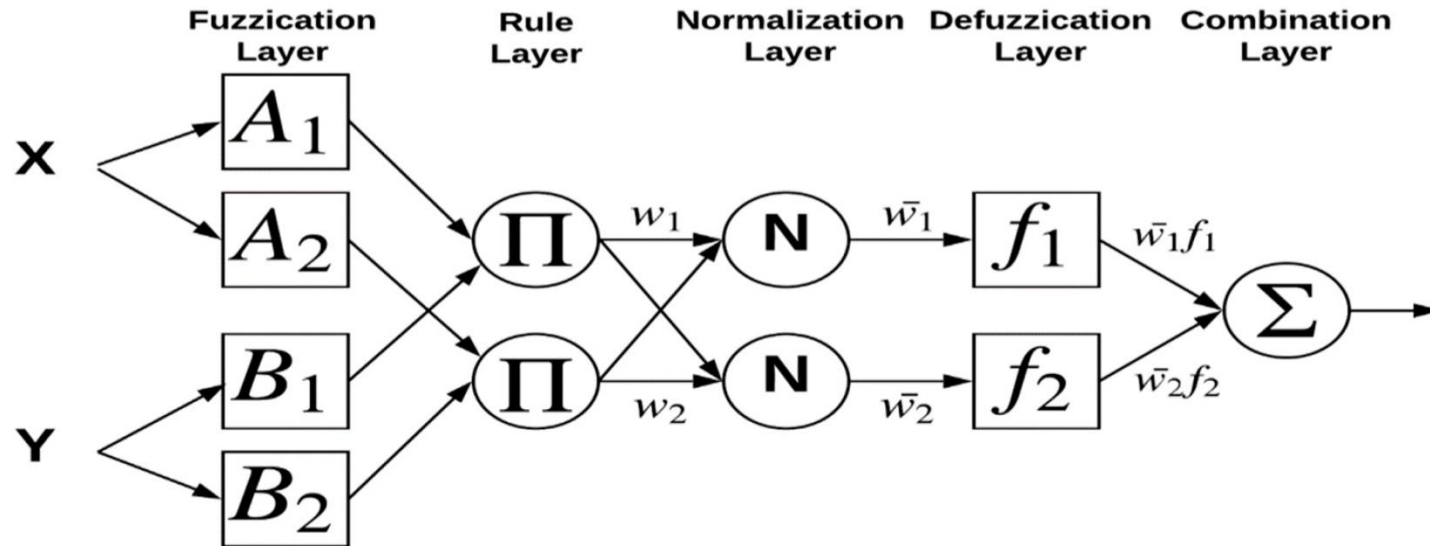 Fuzzication
Layer
Rule
Layer
Normalization
Layer
Defuzzication
Layer
Combination
Layer
X
A₁
A₂
Y
B₁
B₂
Π
Π
w₁
w₂
N
N
w̄₁
w̄₂
f₁
f₂
w̄₁f₁
w̄₂f₂
Σ